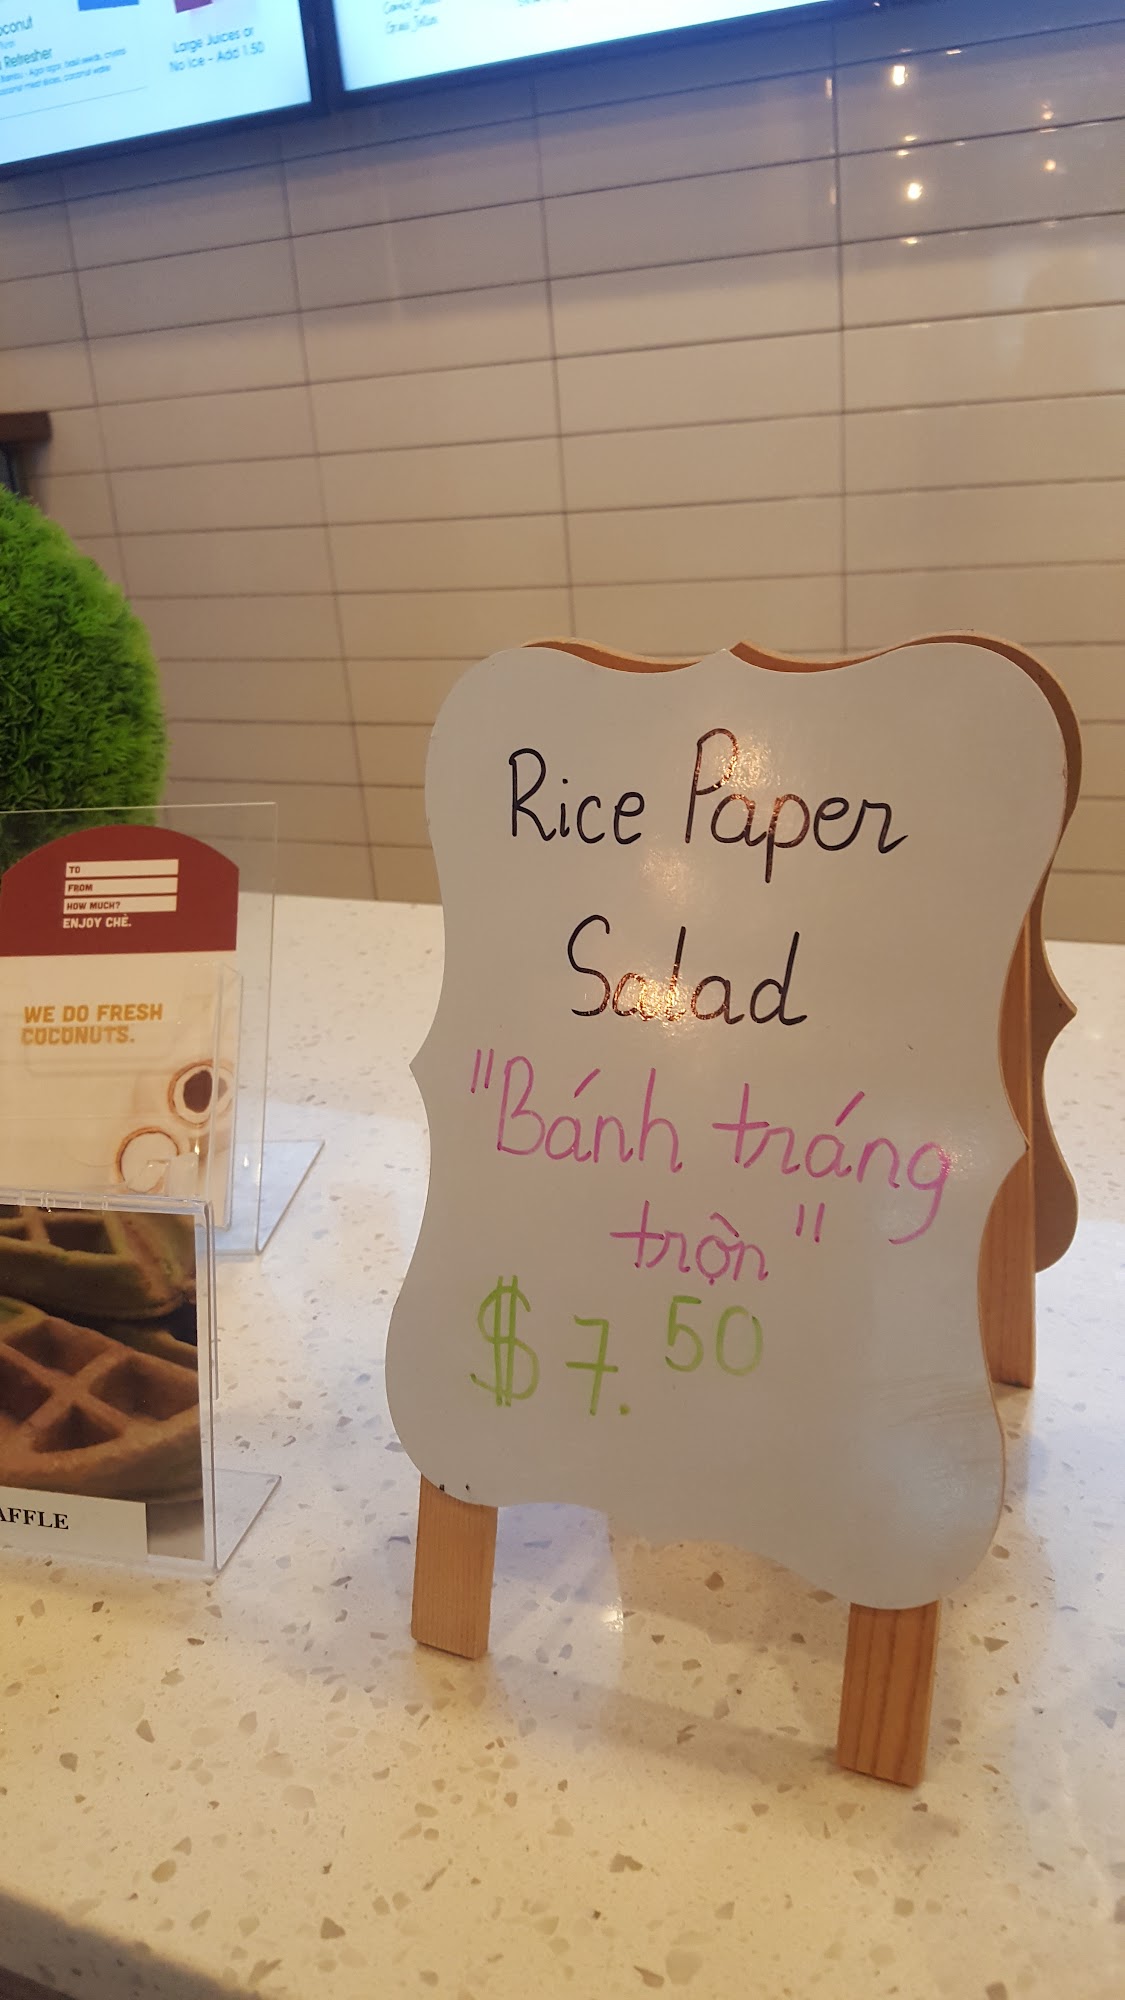 oconut
Refresher
Large Juices or
No Ice - Add 1.50
TO
FROM
HOW MUCH?
ENJOY CHÈ.
WE DO FRESH
COCONUTS.
AFFLE
Rice Paper
Salad
"Bánh tráng
trộn"
$7.50